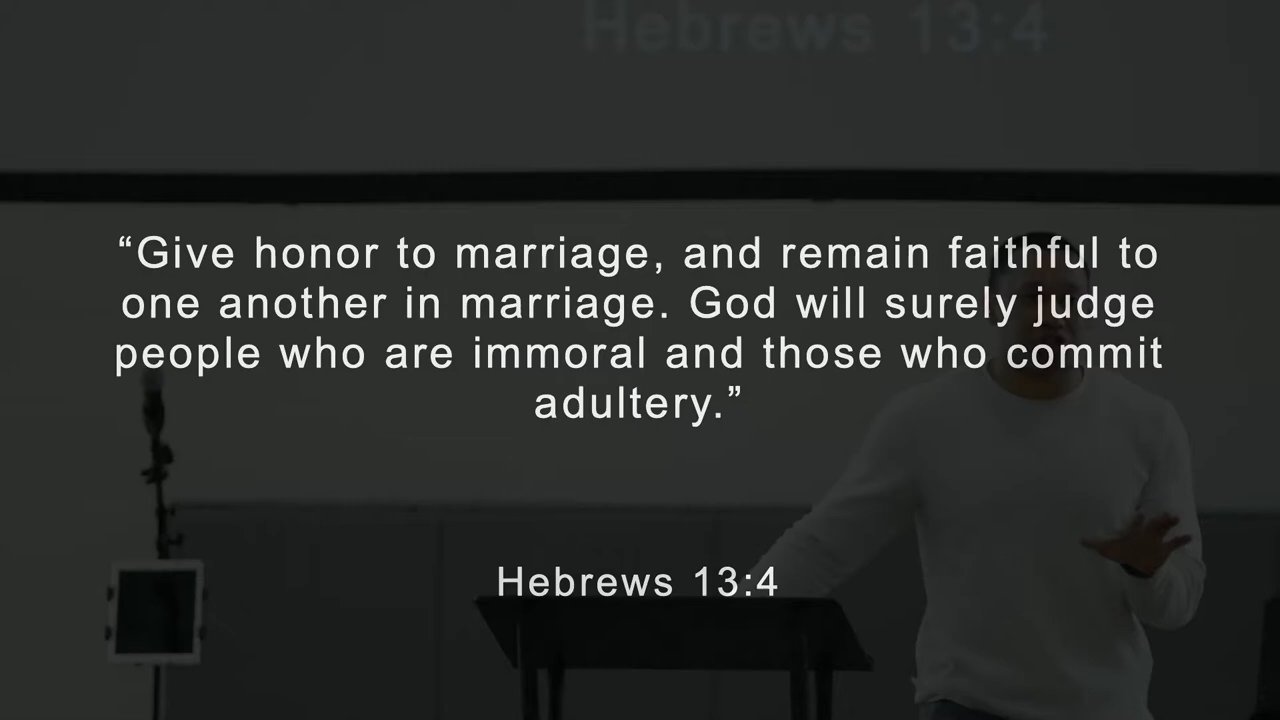 Hebrews 13:4
“Give honor to marriage, and remain faithful to
one another in marriage. God will surely judge
people who are immoral and those who commit
adultery.”
Hebrews 13:4